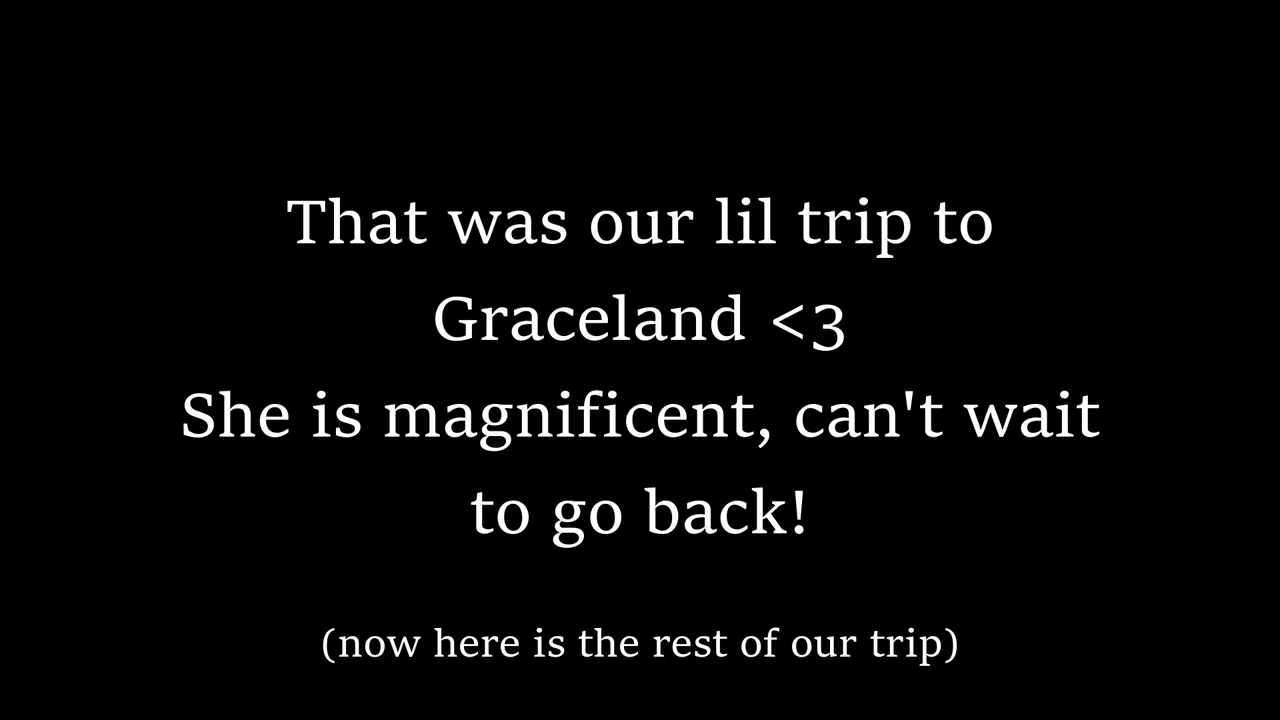 That was our lil trip to
Graceland <3
She is magnificent, can't wait
to go back!
(now here is the rest of our trip)